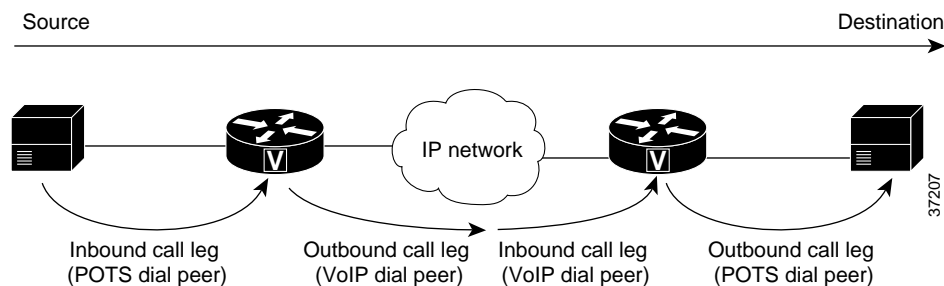 Source
Destination
V
IP network
V
37207
Inbound call leg
(POTS dial peer)
Outbound call leg
(VoIP dial peer)
Inbound call leg
(VoIP dial peer)
Outbound call leg
(POTS dial peer)